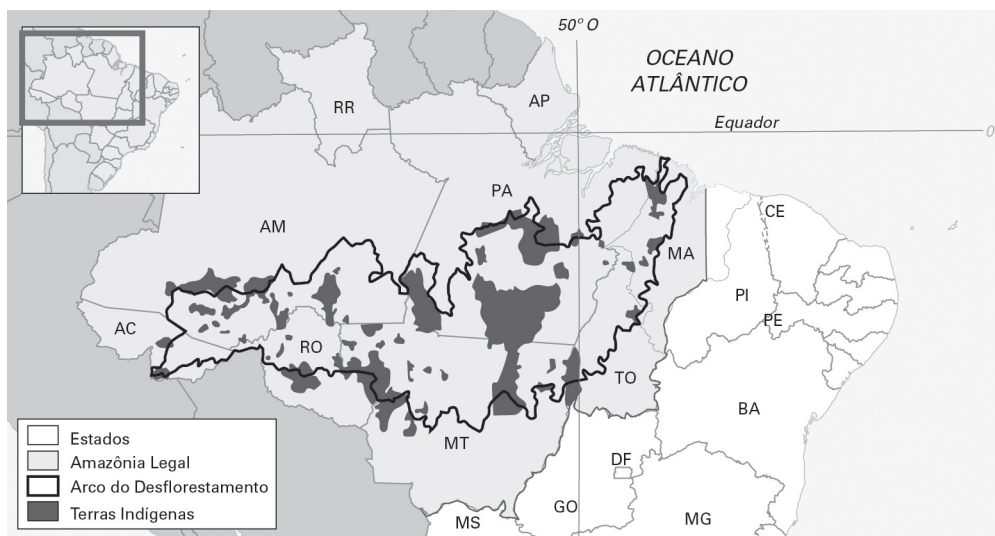 50° O
OCEANO
ATLÂNTICO
RR
AP
Equador
0
PA
CE
AM
MA
PI
AC
PE
RO
TO
BA
MT
Estados
Amazônia Legal
Arco do Desflorestamento
Terras Indígenas
DF
GO
MS
MG